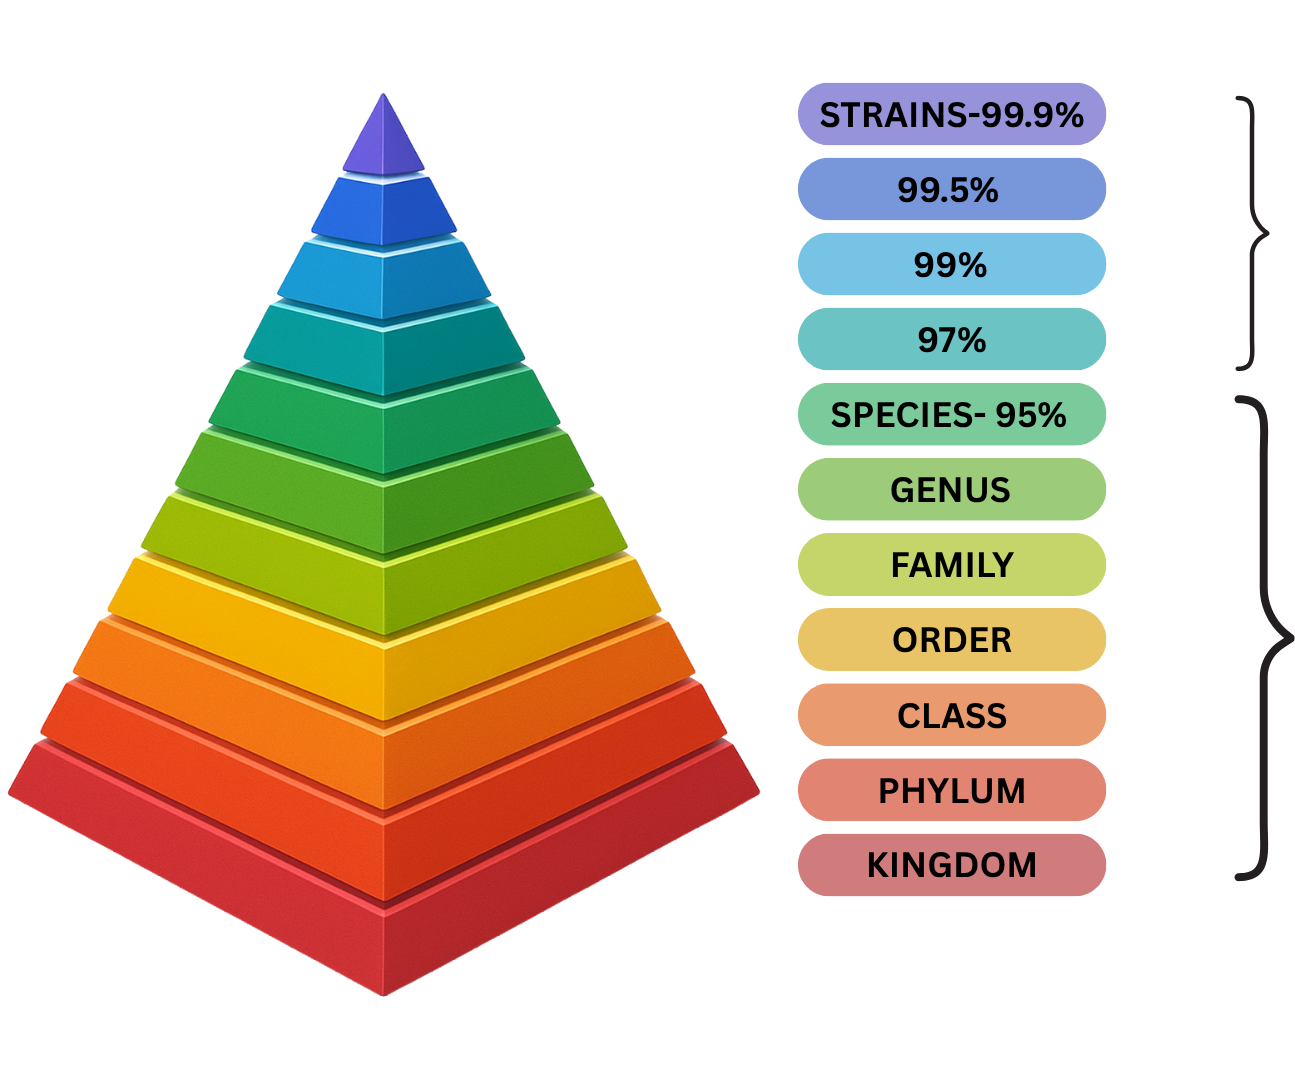 STRAINS-99.9%
99.5%
99%
97%
SPECIES- 95%
GENUS
FAMILY
ORDER
CLASS
PHYLUM
KINGDOM